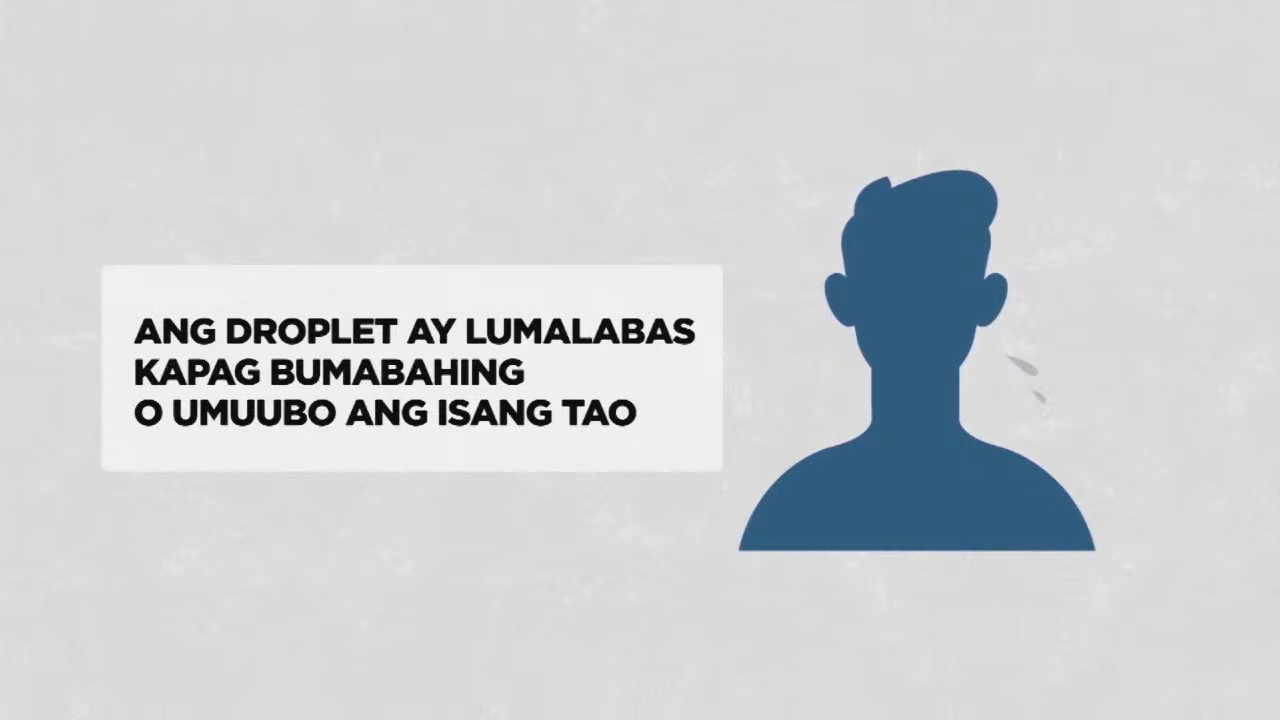 ANG DROPLET AY LUMALABAS
KAPAG BUMABAHING
O UMUUBO ANG ISANG TAO